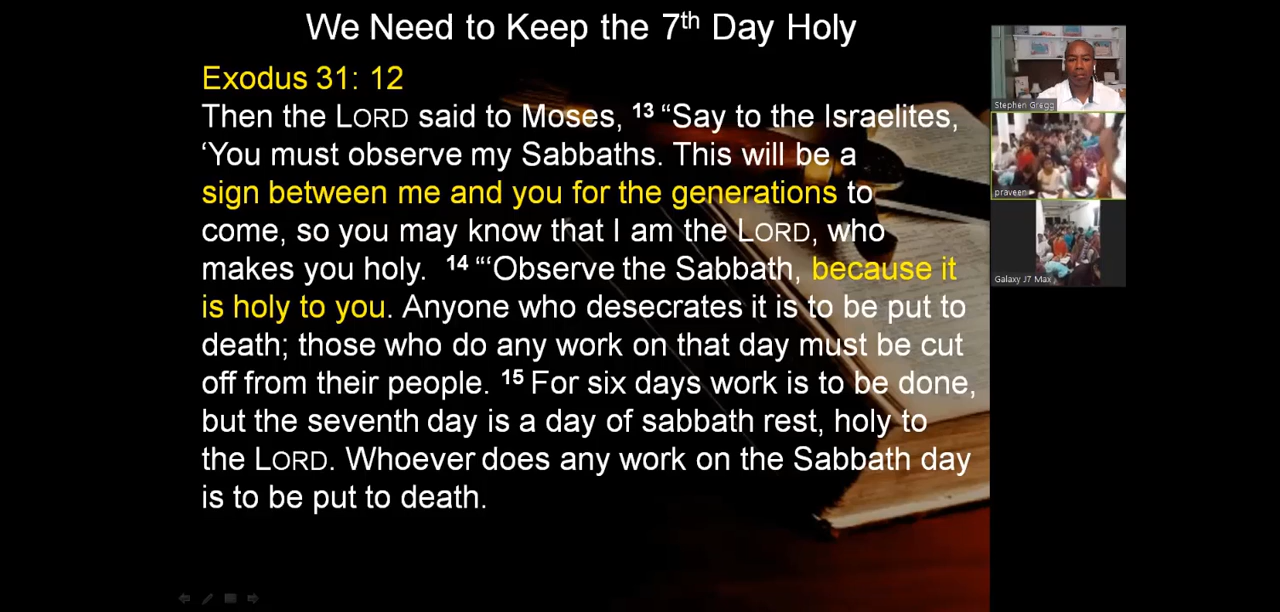 We Need to Keep the 7th Day Holy
Exodus 31: 12
Then the LORD said to Moses, 13 “Say to the Israelites,
‘You must observe my Sabbaths. This will be a
sign between me and you for the generations to
come, so you may know that I am the LORD, who
makes you holy. 14 “‘Observe the Sabbath, because it
is holy to you. Anyone who desecrates it is to be put to
death; those who do any work on that day must be cut
off from their people. 15 For six days work is to be done,
but the seventh day is a day of sabbath rest, holy to
the LORD. Whoever does any work on the Sabbath day
is to be put to death.
Stephen Gregg
praveen
Galaxy J7 Max